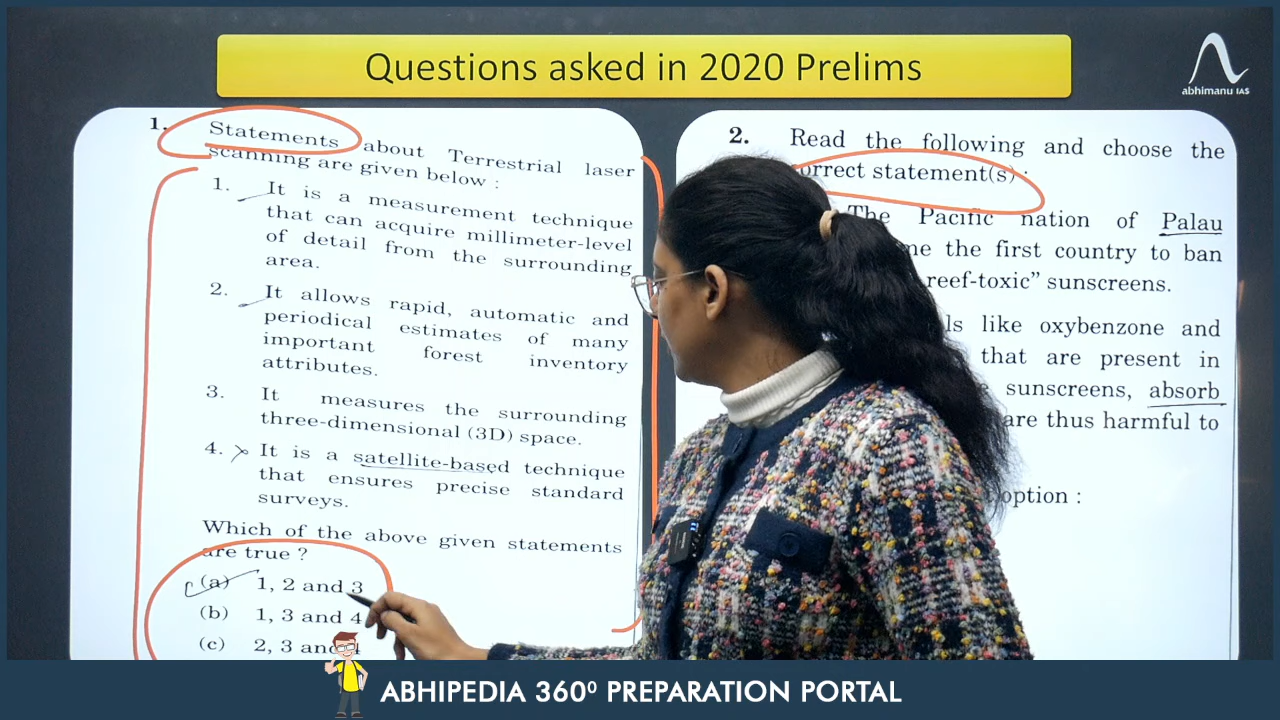 Questions asked in 2020 Prelims
abhimanu IAS
1. Statements about Terrestrial laser
scanning are given below :
1. It is a measurement technique
that can acquire millimeter-level
of detail from the surrounding
area.
2. It allows rapid, automatic and
periodical estimates of many
important forest inventory
attributes.
3. It measures the surrounding
three-dimensional (3D) space.
4. It is a satellite-based technique
that ensures precise standard
surveys.
Which of the above given statements
are true ?
(a) 1, 2 and 3
(b) 1, 3 and 4
(c) 2, 3 and 4
2. Read the following and choose the
correct statement(s) :
The Pacific nation of Palau
me the first country to ban
reef-toxic” sunscreens.
ls like oxybenzone and
that are present in
sunscreens, absorb
are thus harmful to
option :
ABHIPEDIA 360⁰ PREPARATION PORTAL